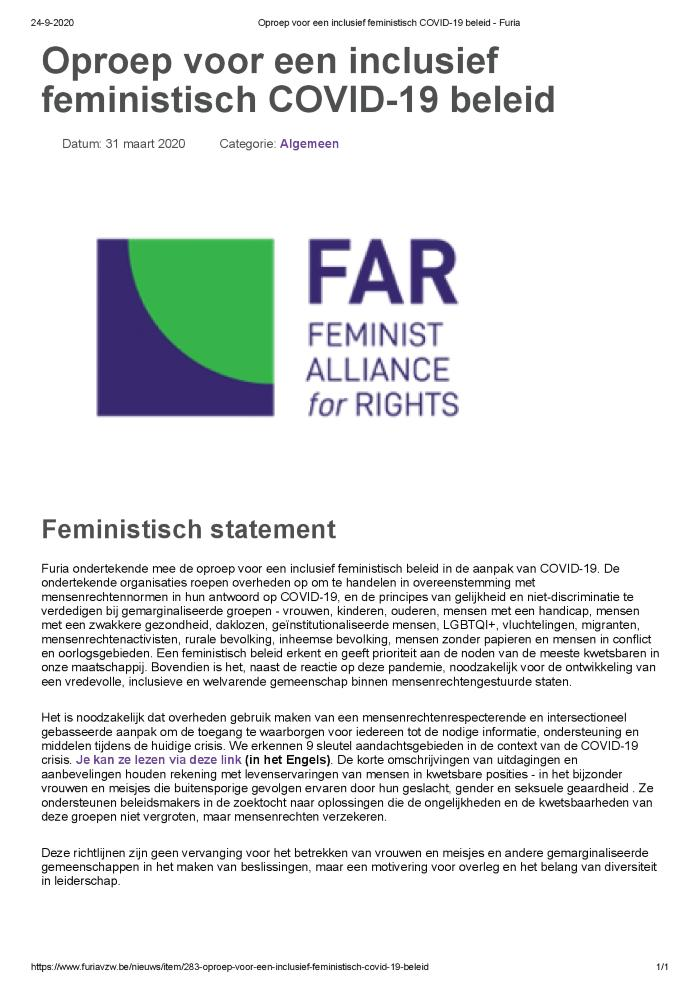 24-9-2020 Oproep voor een inclusief feministisch COVID-19 beleid - Furia
Oproep voor een inclusief
feministisch COVID-19 beleid
Datum: 31 maart 2020 Categorie: Algemeen
FAR
FEMINIST
ALLIANCE
for RIGHTS
Feministisch statement
Furia ondertekende mee de oproep voor een inclusief feministisch beleid in de aanpak van COVID-19. De
ondertekende organisaties roepen overheden op om te handelen in overeenstemming met
mensenrechtennormen in hun antwoord op COVID-19, en de principes van gelijkheid en niet-discriminatie te
verdedigen bij gemarginaliseerde groepen - vrouwen, kinderen, ouderen, mensen met een handicap, mensen
met een zwakkere gezondheid, daklozen, geïnstitutionaliseerde mensen, LGBTQI+, vluchtelingen, migranten,
mensenrechtenactivisten, rurale bevolking, inheemse bevolking, mensen zonder papieren en mensen in conflict
en oorlogsgebieden. Een feministisch beleid erkent en geeft prioriteit aan de noden van de meeste kwetsbaren in
onze maatschappij. Bovendien is het, naast de reactie op deze pandemie, noodzakelijk voor de ontwikkeling van
een vredevolle, inclusieve en welvarende gemeenschap binnen mensenrechtengestuurde staten.
Het is noodzakelijk dat overheden gebruik maken van een mensenrechtenrespecterende en intersectioneel
gebasseerde aanpak om de toegang te waarborgen voor iedereen tot de nodige informatie, ondersteuning en
middelen tijdens de huidige crisis. We erkennen 9 sleutel aandachtsgebieden in de context van de COVID-19
crisis. Je kan ze lezen via deze link (in het Engels). De korte omschrijvingen van uitdagingen en
aanbevelingen houden rekening met levenservaringen van mensen in kwetsbare posities - in het bijzonder
vrouwen en meisjes die buitensporige gevolgen ervaren door hun geslacht, gender en seksuele geaardheid . Ze
ondersteunen beleidsmakers in de zoektocht naar oplossingen die de ongelijkheden en de kwetsbaarheden van
deze groepen niet vergroten, maar mensenrechten verzekeren.
Deze richtlijnen zijn geen vervanging voor het betrekken van vrouwen en meisjes en andere gemarginaliseerde
gemeenschappen in het maken van beslissingen, maar een motivering voor overleg en het belang van diversiteit
in leiderschap.
https://www.furiavzw.be/nieuws/item/283-oproep-voor-een-inclusief-feministisch-covid-19-beleid 1/1